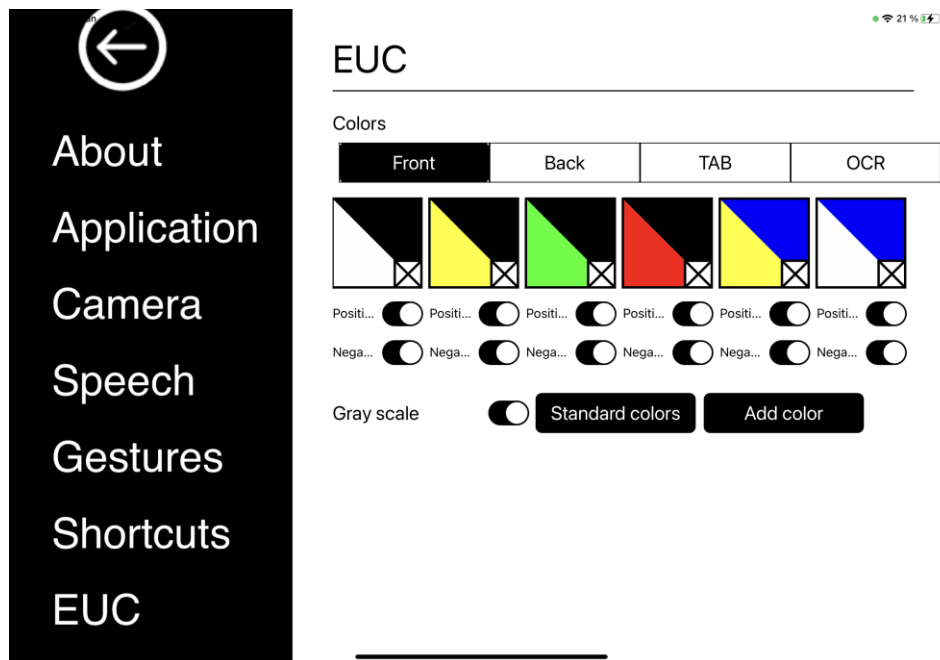 21 %
About
Application
Camera
Speech
Gestures
Shortcuts
EUC
EUC
Colors
Front Back TAB OCR
Positi... Positi... Positi... Positi... Positi... Positi...
Nega... Nega... Nega... Nega... Nega... Nega...
Gray scale Standard colors Add color